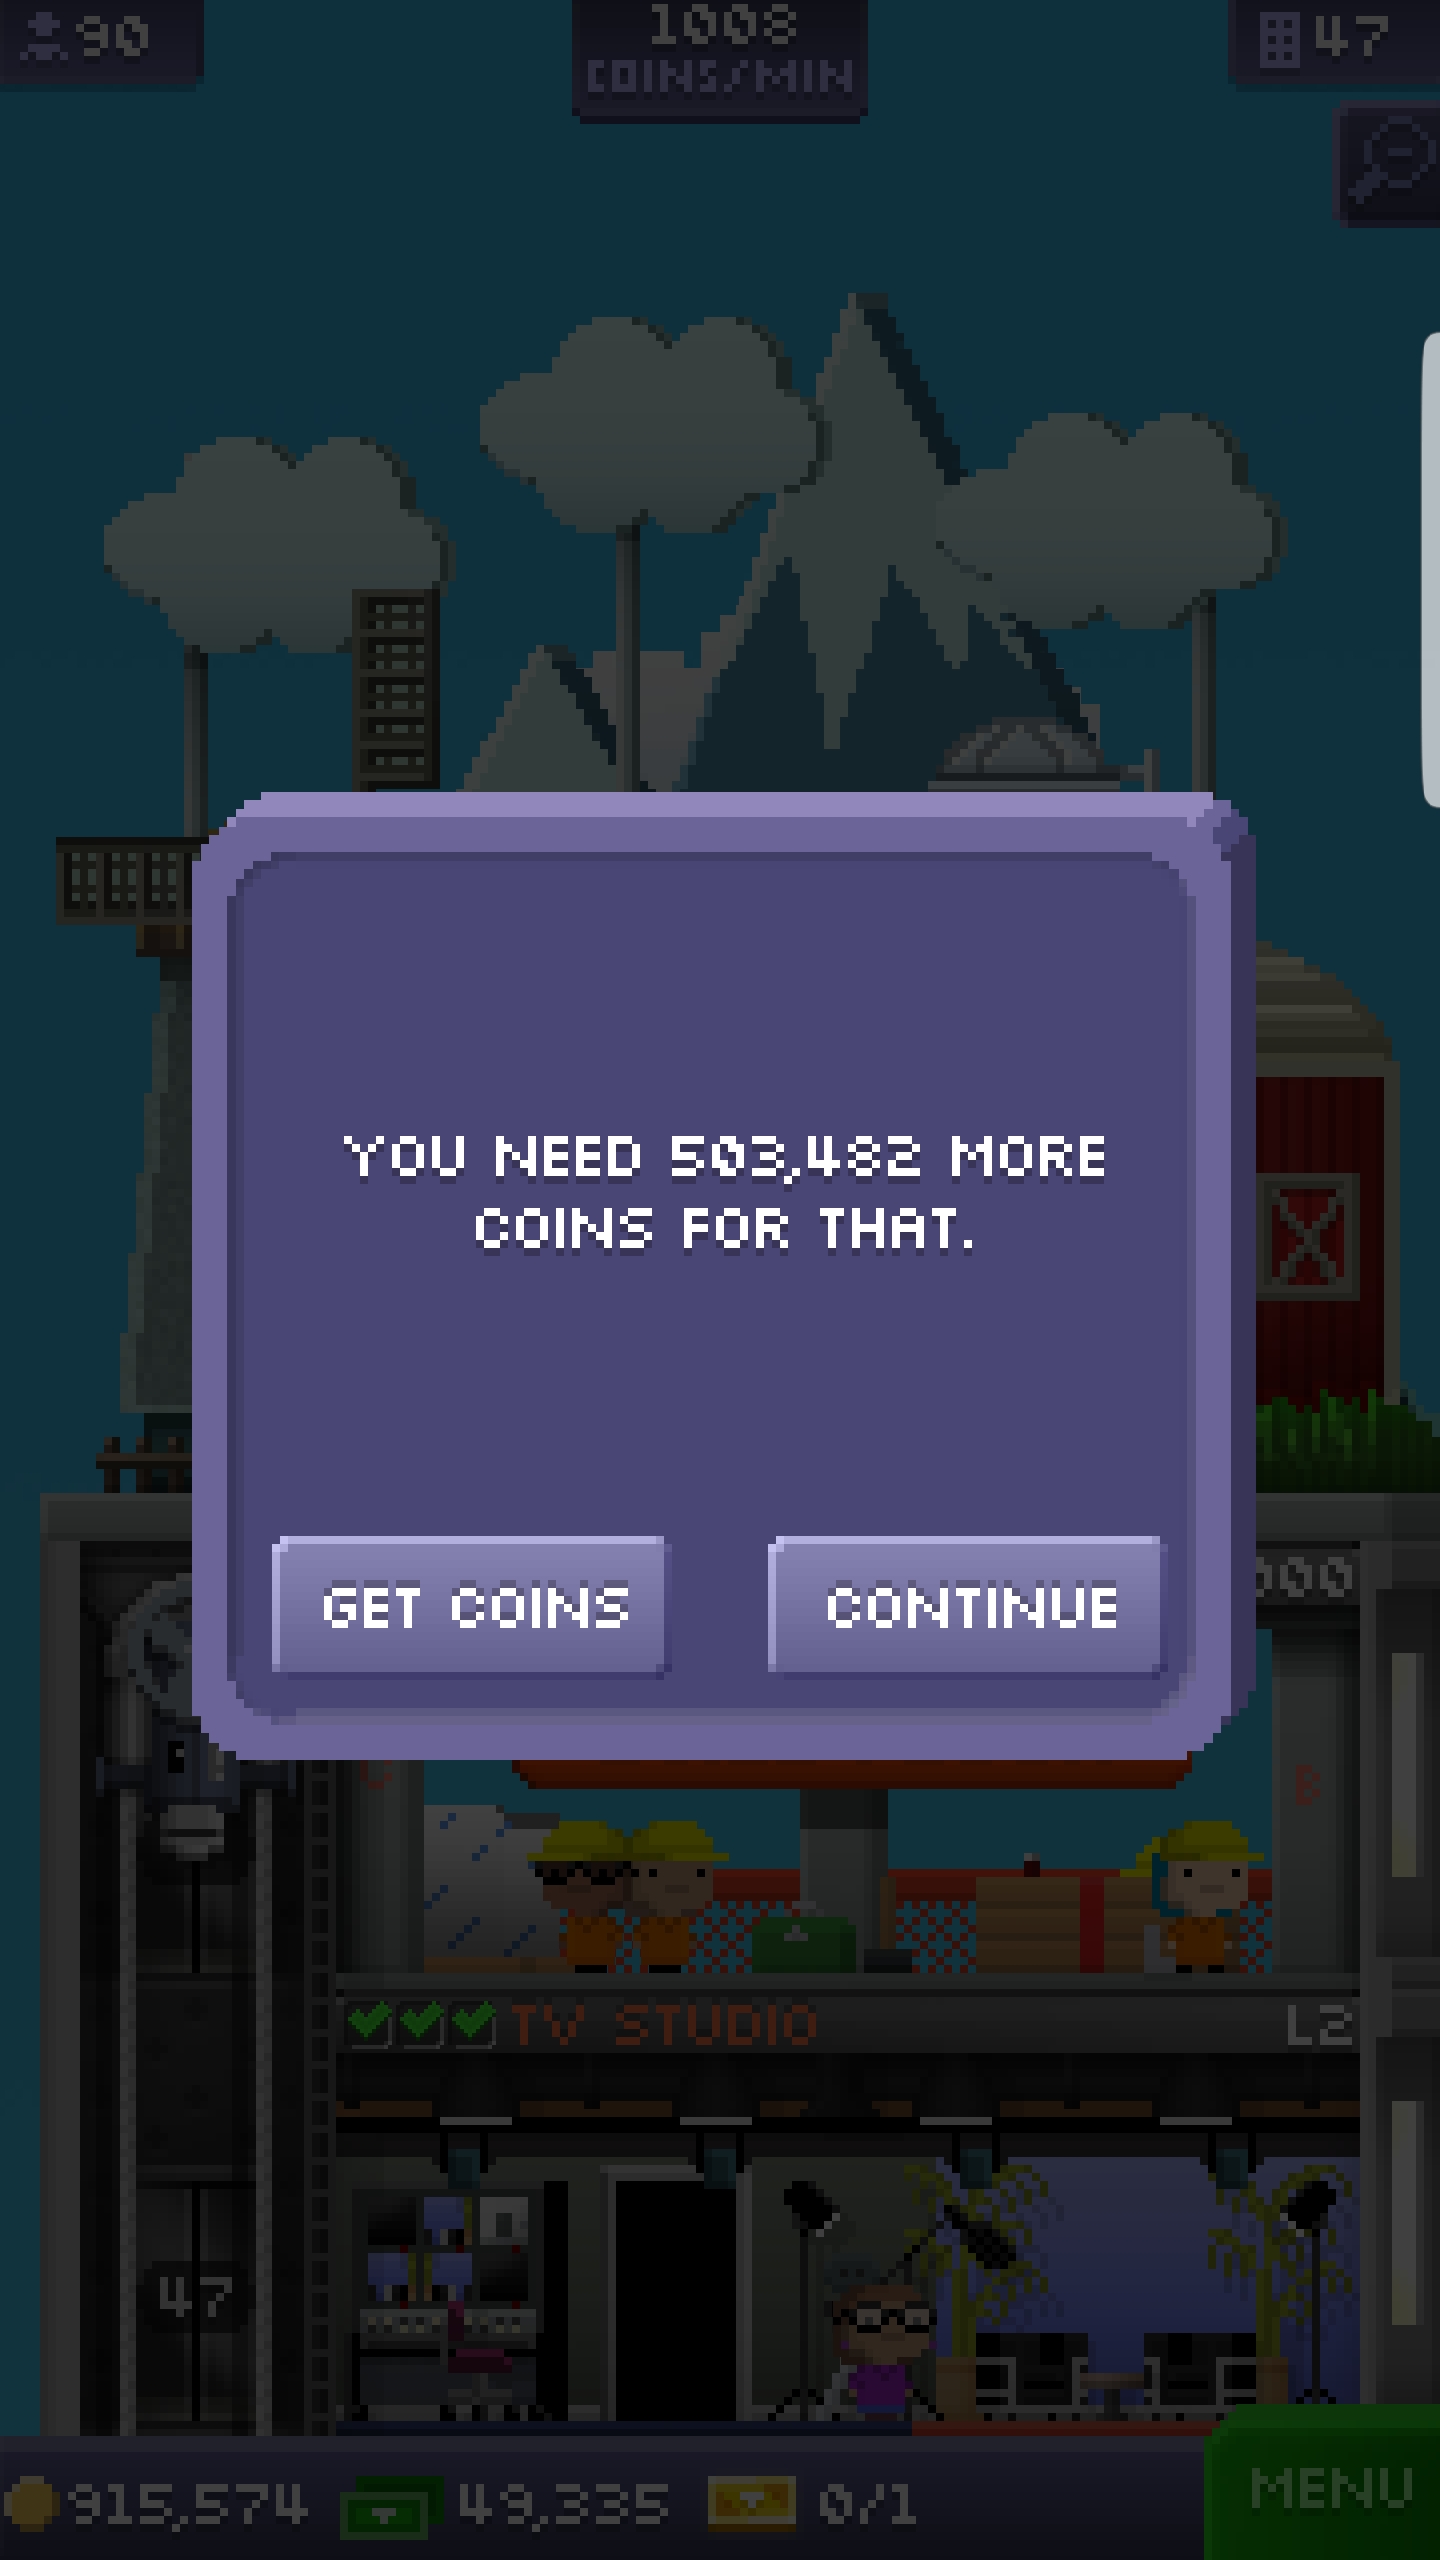 90
1008
COINS/MIN
47
YOU NEED 503,482 MORE
COINS FOR THAT.
GET COINS
CONTINUE
000
B
TV STUDIO
L2
47
915,574
49,335
0/1
MENU